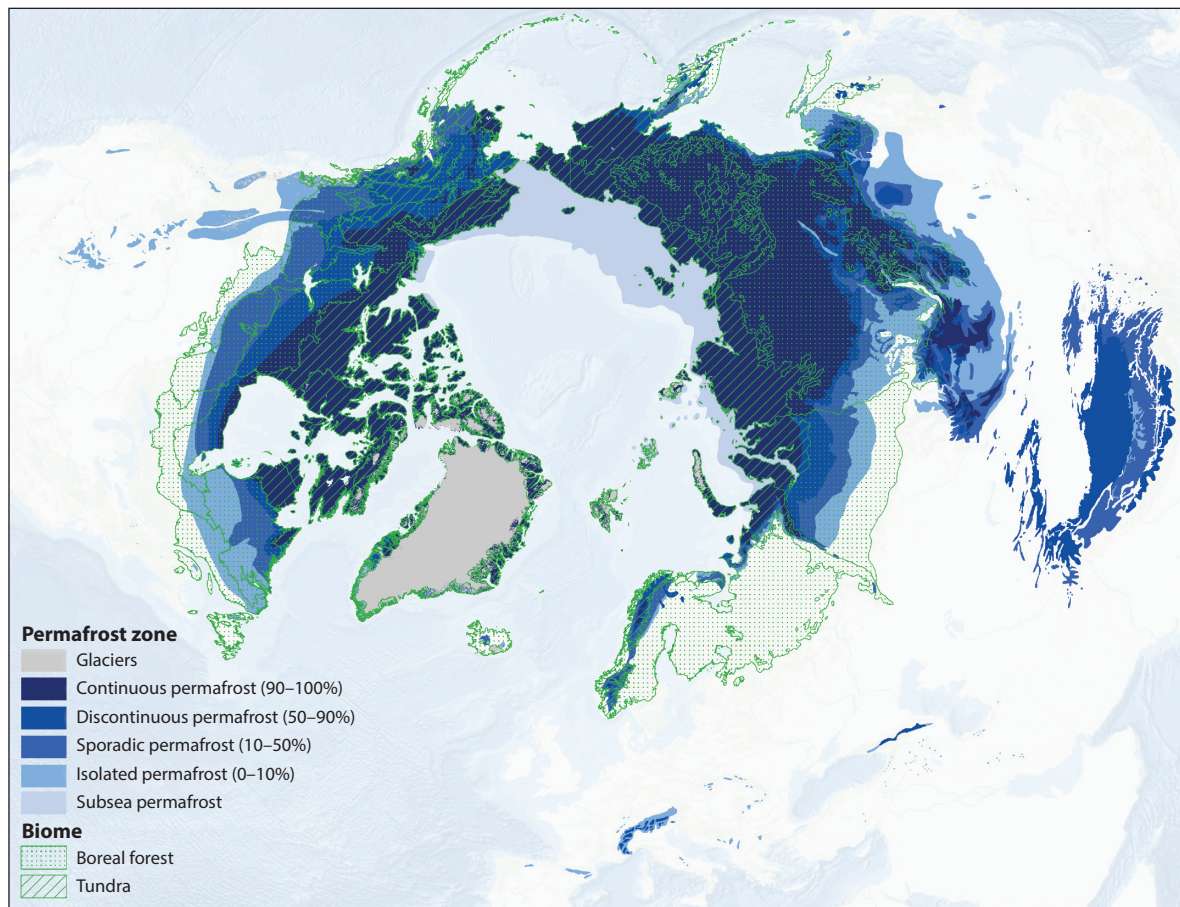 Permafrost zone
Glaciers
Continuous permafrost (90–100%)
Discontinuous permafrost (50–90%)
Sporadic permafrost (10–50%)
Isolated permafrost (0–10%)
Subsea permafrost
Biome
Boreal forest
Tundra